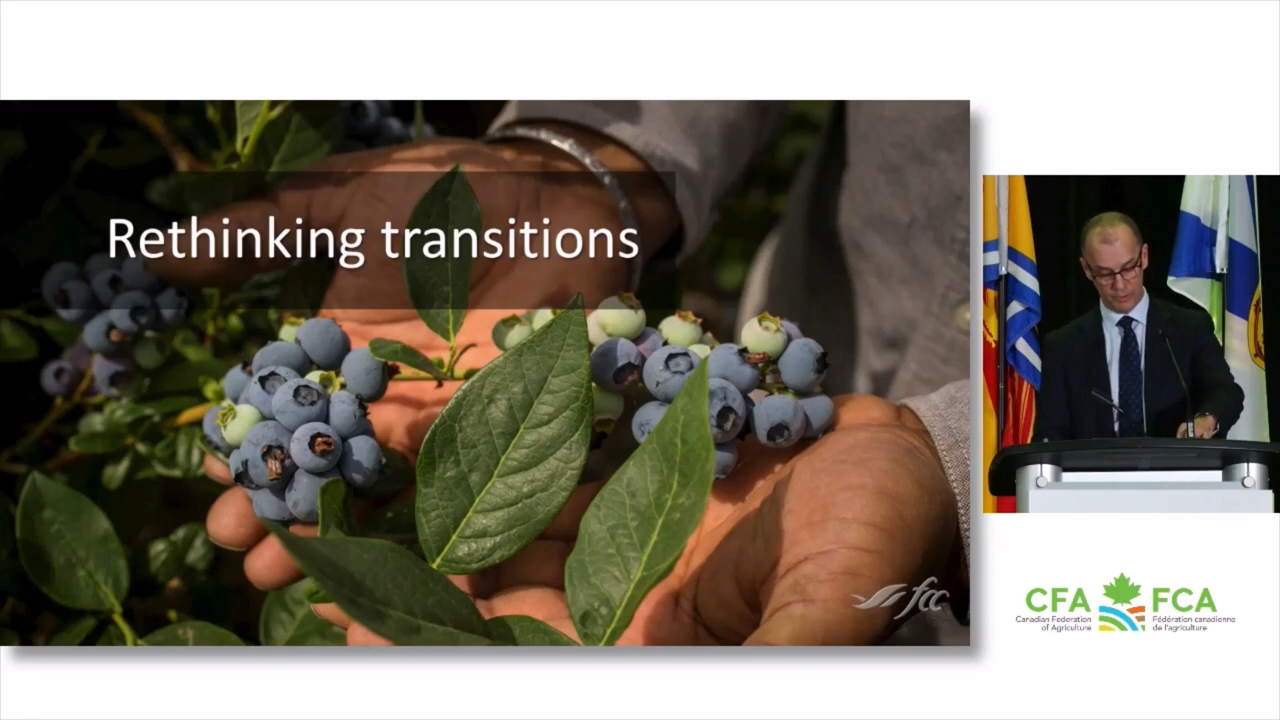 Rethinking transitions
fcc
CFA FCA
Canadian Federation
of Agriculture
Fédération canadienne
de l'agriculture